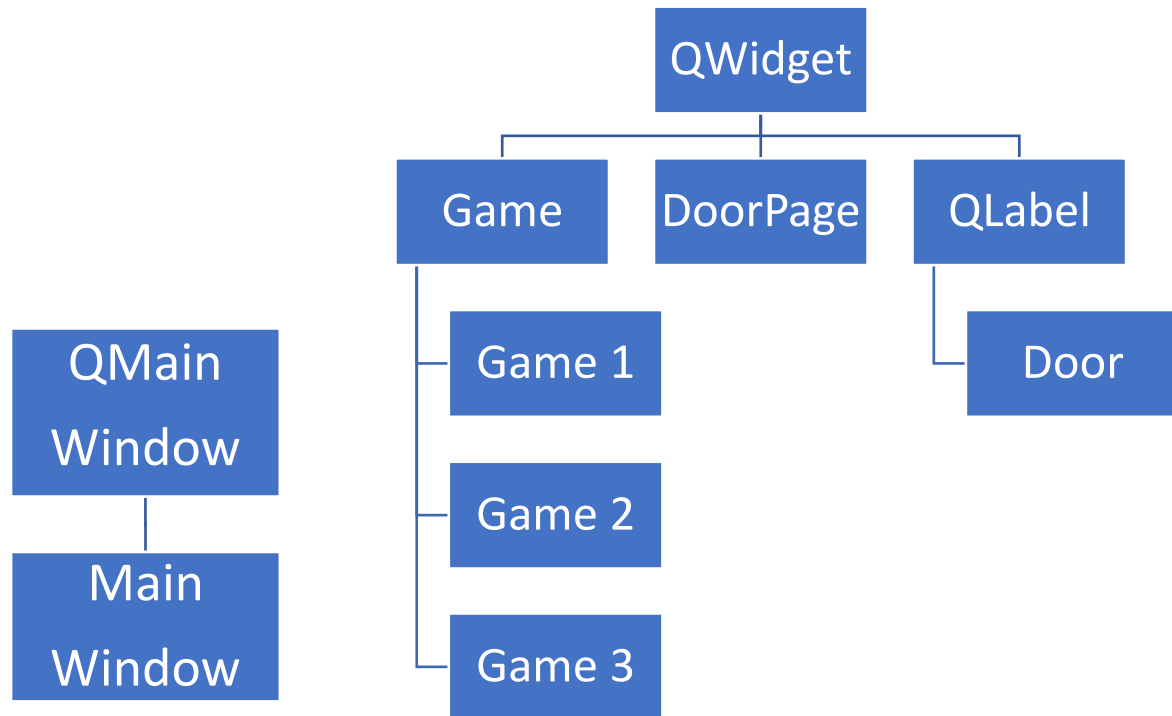 QWidget
Game
DoorPage
QLabel
Game 1
Door
Game 2
Game 3
QMain
Window
Main
Window